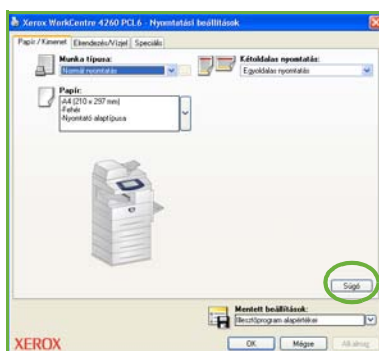 Xerox WorkCentre 4260 PCL6 - Nyomtatási beállítások
Papír / Kimenet Elrendezés/Vízjel Speciális
Munka típusa:
Normál nyomtatás
Kétoldalas nyomtatás:
Egyoldalas nyomtatás
Papír:
-A4 (210 x 297 mm)
-Fehér
-Nyomtató alaptípusa
Súgó
Mentett beállítások:
Illesztőprogram alapértékei
XEROX
OK Mégse Alkalmaz